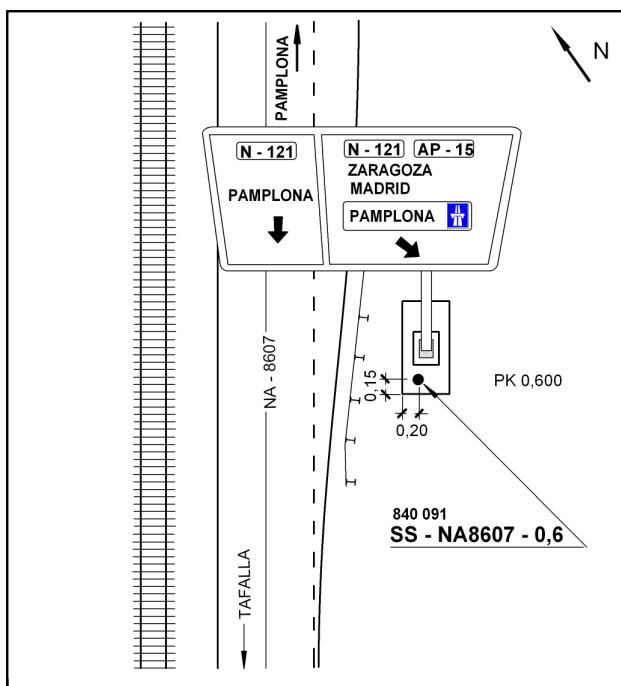 PAMPLONA
N
N - 121
PAMPLONA
N - 121 AP - 15
ZARAGOZA
MADRID
PAMPLONA
NA - 8607
0,15
0,20
PK 0,600
840 091
SS - NA8607 - 0,6
TAFALLA